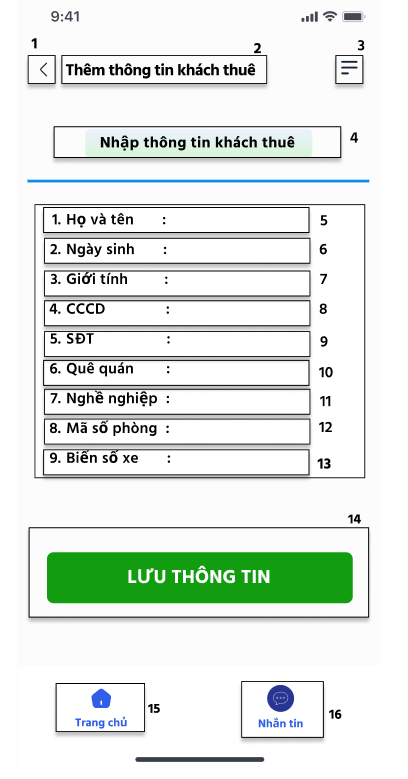 9:41
1
2
3
Thêm thông tin khách thuê
Nhập thông tin khách thuê
4
1. Họ và tên : 5
2. Ngày sinh : 6
3. Giới tính : 7
4. CCCD : 8
5. SĐT : 9
6. Quê quán : 10
7. Nghề nghiệp : 11
8. Mã số phòng : 12
9. Biển số xe : 13
14
LƯU THÔNG TIN
Trang chủ
15
Nhắn tin
16